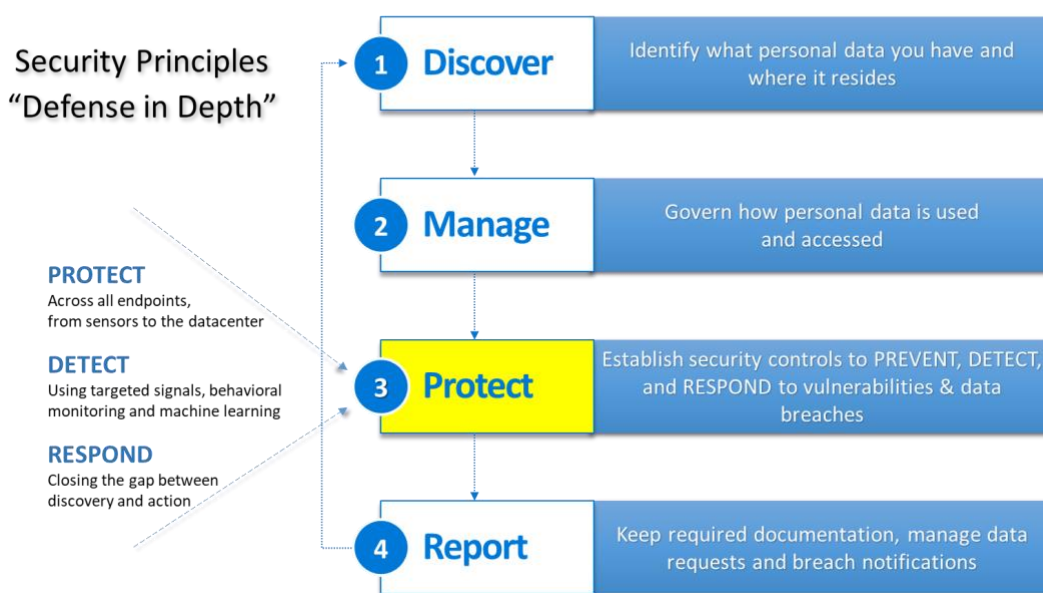 Security Principles
“Defense in Depth”
1
Discover
Identify what personal data you have and
where it resides
2
Manage
Govern how personal data is used
and accessed
PROTECT
Across all endpoints,
from sensors to the datacenter
DETECT
Using targeted signals, behavioral
monitoring and machine learning
RESPOND
Closing the gap between
discovery and action
3
Protect
Establish security controls to PREVENT, DETECT,
and RESPOND to vulnerabilities & data
breaches
4
Report
Keep required documentation, manage data
requests and breach notifications